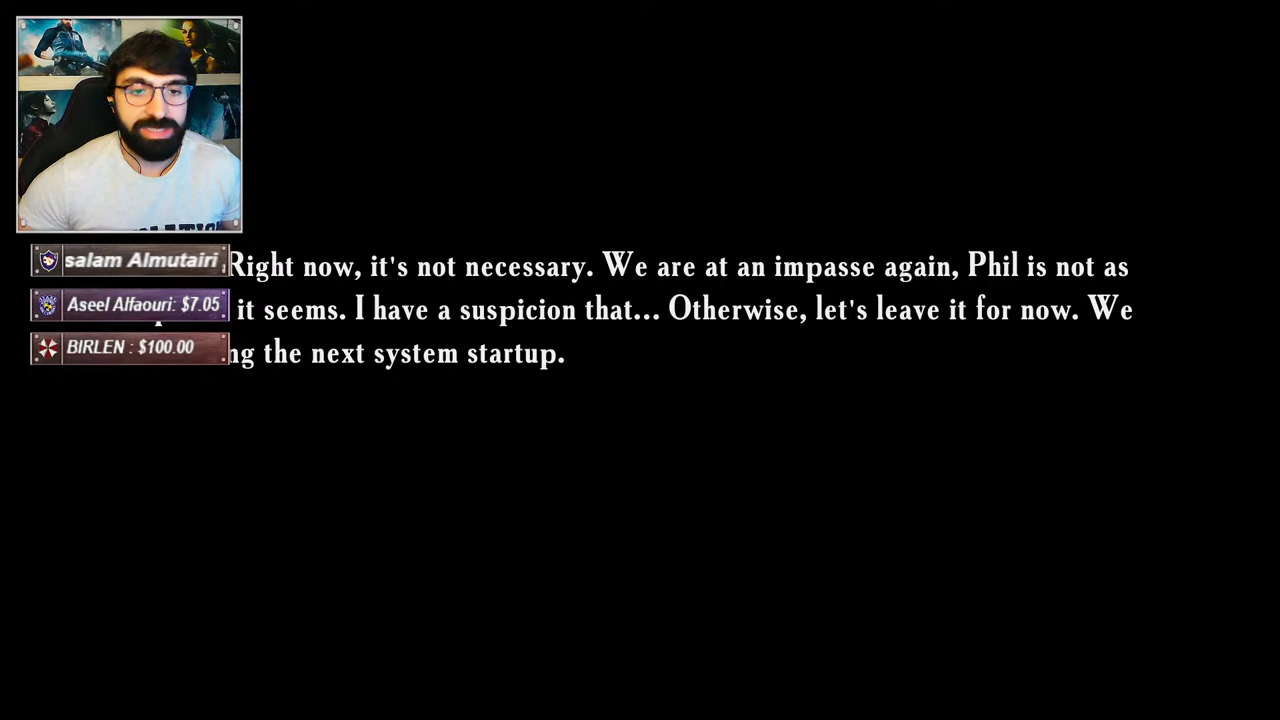 salam Almutairi
Right now, it's not necessary. We are at an impasse again, Phil is not as
Aseel Alfaouri: $7.05
it seems. I have a suspicion that... Otherwise, let's leave it for now. We
BIRLEN : $100.00
ng the next system startup.